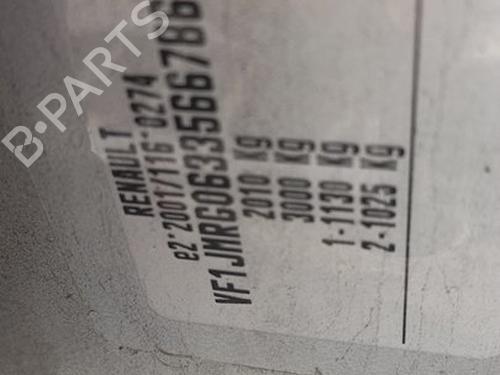 B-PARTS
RENAULT
e2*2001/116*0274
VF1JMRG0633566786
2010 Kg
3000 Kg
1-1130 Kg
2-1025 Kg